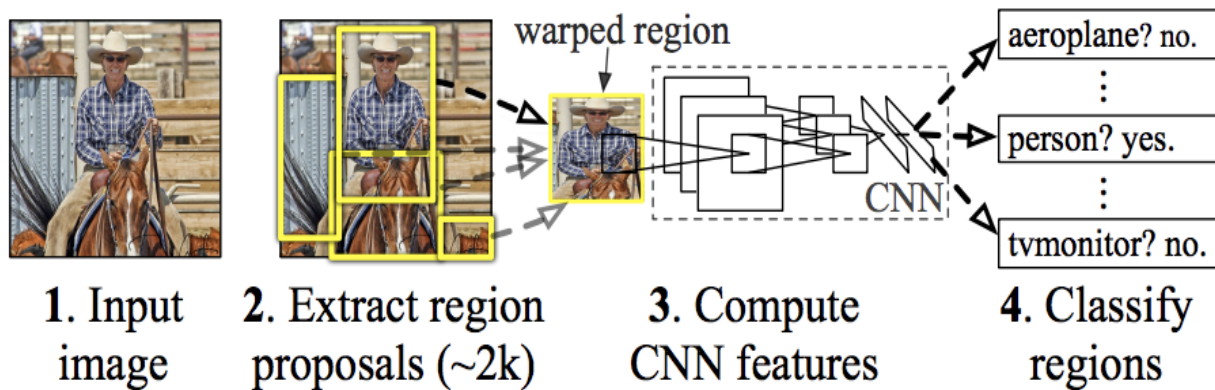 warped region
aeroplane? no.
⋮
person? yes.
⋮
tvmonitor? no.
CNN
1. Input
image
2. Extract region
proposals (~2k)
3. Compute
CNN features
4. Classify
regions